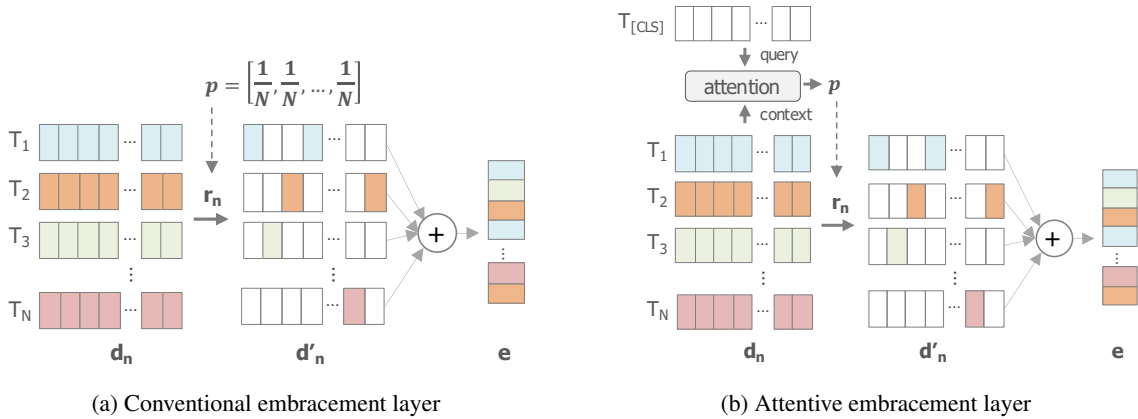 T[CLS] ...
query
attention p
context
p = [1/N, 1/N, ..., 1/N]
T1 ... ...
T2 ... ...
rn
T3 ... ...
+
⋮ ⋮ ⋮
TN ... ...
dn d'n e
(a) Conventional embracement layer
T1 ... ...
T2 ... ...
rn
T3 ... ...
+
⋮ ⋮ ⋮
TN ... ...
dn d'n e
(b) Attentive embracement layer